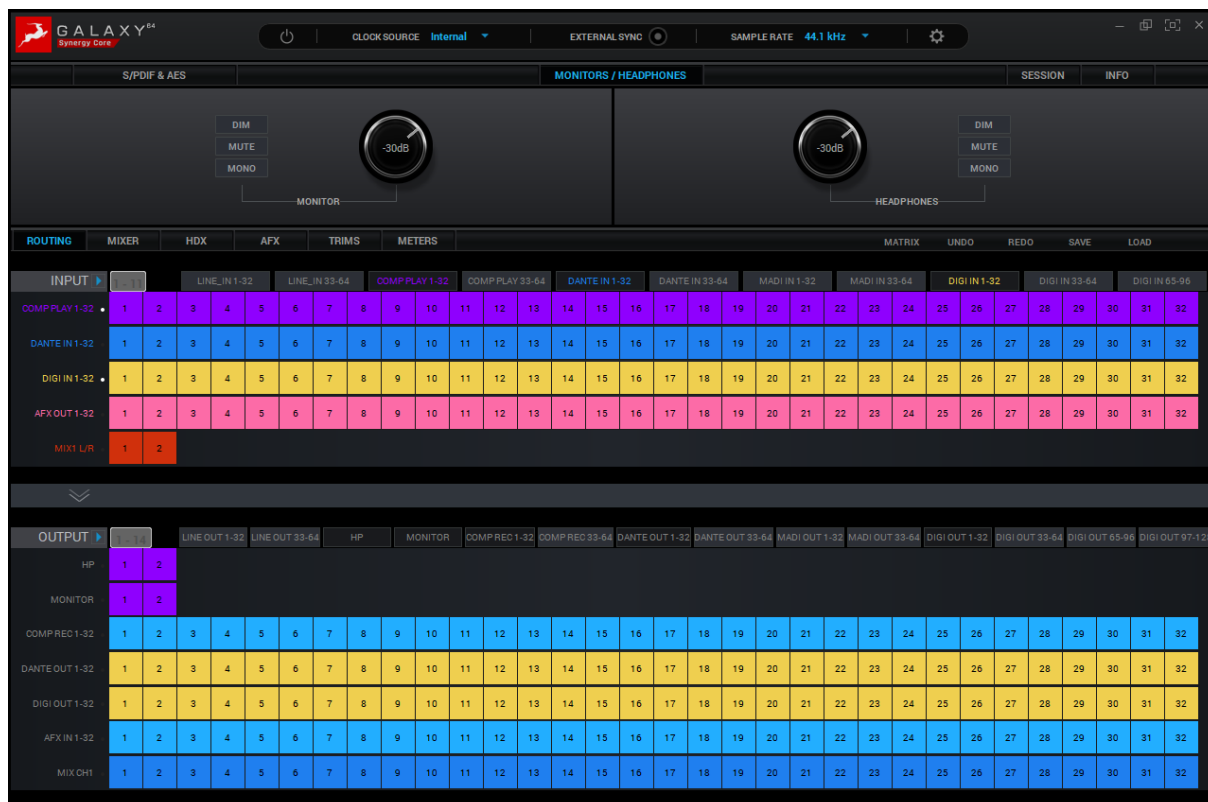 GALAXY64
Synergy Core
CLOCK SOURCE Internal EXTERNAL SYNC SAMPLE RATE 44.1 kHz
S/PDIF & AES MONITORS / HEADPHONES SESSION INFO
DIM DIM
MUTE -30dB -30dB MUTE
MONO MONO
MONITOR HEADPHONES
ROUTING MIXER HDX AFX TRIMS METERS MATRIX UNDO REDO SAVE LOAD
INPUT 1 - 11 LINE_IN 1-32 LINE_IN 33-64 COMP PLAY 1-32 COMP PLAY 33-64 DANTE IN 1-32 DANTE IN 33-64 MADI IN 1-32 MADI IN 33-64 DIGI IN 1-32 DIGI IN 33-64 DIGI IN 65-96
COMP PLAY 1-32 1 2 3 4 5 6 7 8 9 10 11 12 13 14 15 16 17 18 19 20 21 22 23 24 25 26 27 28 29 30 31 32
DANTE IN 1-32 1 2 3 4 5 6 7 8 9 10 11 12 13 14 15 16 17 18 19 20 21 22 23 24 25 26 27 28 29 30 31 32
DIGI IN 1-32 1 2 3 4 5 6 7 8 9 10 11 12 13 14 15 16 17 18 19 20 21 22 23 24 25 26 27 28 29 30 31 32
AFX OUT 1-32 1 2 3 4 5 6 7 8 9 10 11 12 13 14 15 16 17 18 19 20 21 22 23 24 25 26 27 28 29 30 31 32
MIX1 L/R 1 2
OUTPUT 1 - 14 LINE OUT 1-32 LINE OUT 33-64 HP MONITOR COMP REC 1-32 COMP REC 33-64 DANTE OUT 1-32 DANTE OUT 33-64 MADI OUT 1-32 MADI OUT 33-64 DIGI OUT 1-32 DIGI OUT 33-64 DIGI OUT 65-96 DIGI OUT 97-12
HP 1 2
MONITOR 1 2
COMP REC 1-32 1 2 3 4 5 6 7 8 9 10 11 12 13 14 15 16 17 18 19 20 21 22 23 24 25 26 27 28 29 30 31 32
DANTE OUT 1-32 1 2 3 4 5 6 7 8 9 10 11 12 13 14 15 16 17 18 19 20 21 22 23 24 25 26 27 28 29 30 31 32
DIGI OUT 1-32 1 2 3 4 5 6 7 8 9 10 11 12 13 14 15 16 17 18 19 20 21 22 23 24 25 26 27 28 29 30 31 32
AFX IN 1-32 1 2 3 4 5 6 7 8 9 10 11 12 13 14 15 16 17 18 19 20 21 22 23 24 25 26 27 28 29 30 31 32
MIX CH1 1 2 3 4 5 6 7 8 9 10 11 12 13 14 15 16 17 18 19 20 21 22 23 24 25 26 27 28 29 30 31 32